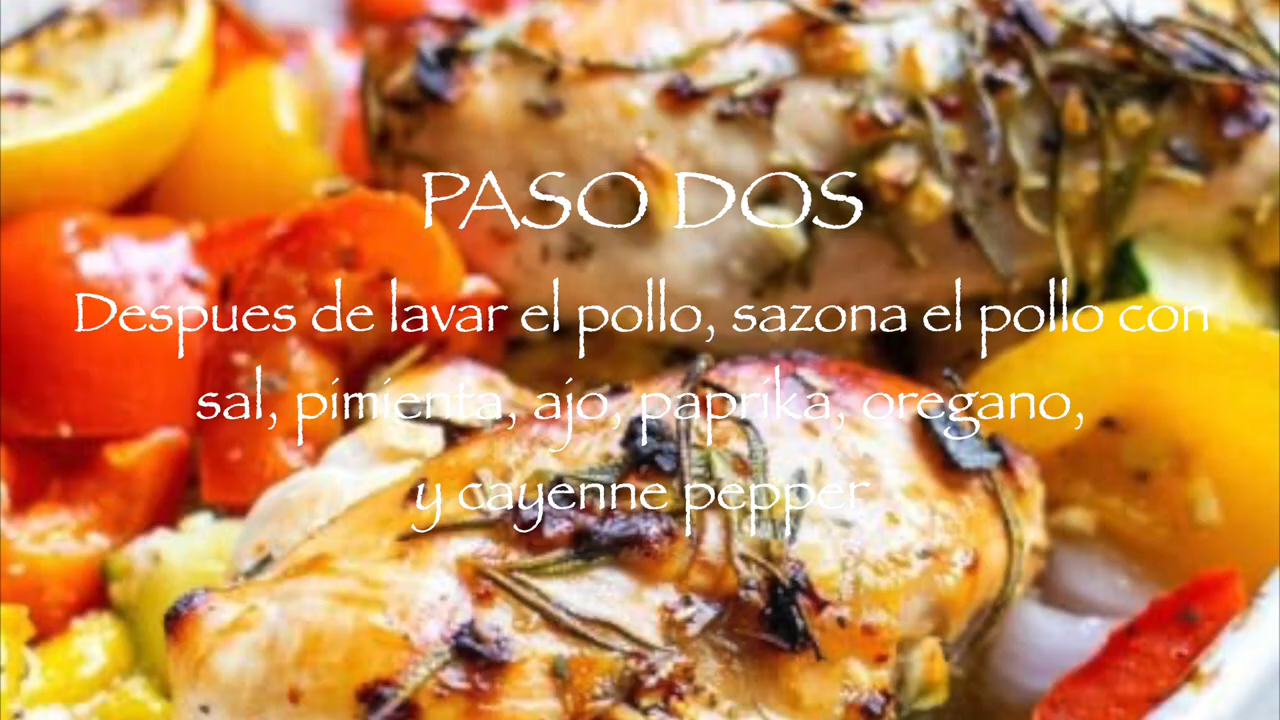 PASO DOS
Despues de lavar el pollo, sazona el pollo con
sal, pimienta, ajo, paprika, oregano,
y cayenne pepper